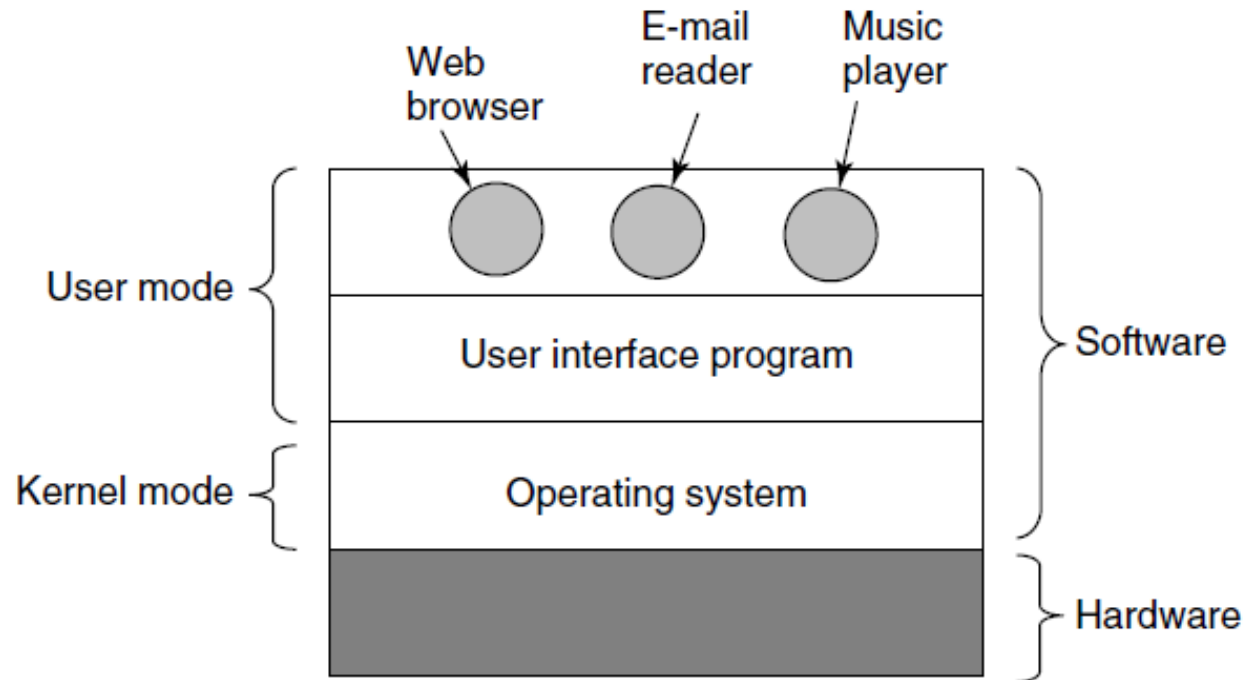 E-mail
reader
Music
player
Web
browser
User mode
User interface program
Software
Kernel mode
Operating system
Hardware